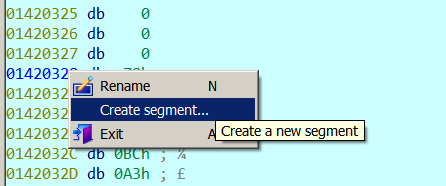 01420325 db 0
01420326 db 0
01420327 db 0
Rename N
Create segment...
Create a new segment
Exit
0142032C db 0BCh ; ¼
0142032D db 0A3h ; £